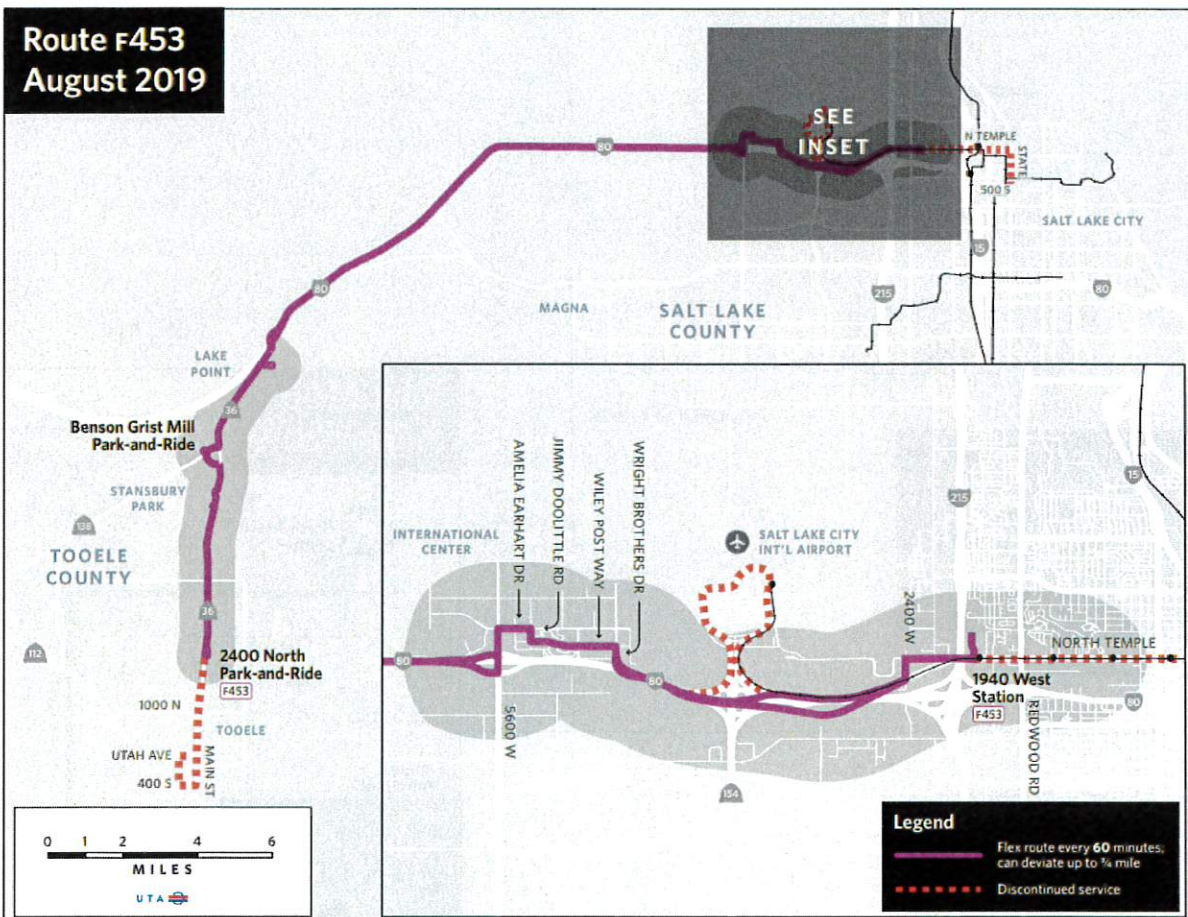 Route F453
August 2019
SEE
INSET
N TEMPLE
STATE
500 S
SALT LAKE CITY
80
15
215
80
80
MAGNA
SALT LAKE
COUNTY
LAKE
POINT
36
Benson Grist Mill
Park-and-Ride
STANSBURY
PARK
138
TOOELE
COUNTY
36
112
2400 North
Park-and-Ride
F453
1000 N
TOOELE
UTAH AVE
MAIN ST
400 S
0 1 2 4 6
MILES
UTA
AMELIA EARHART DR
JIMMY DOOLITTLE RD
WILEY POST WAY
WRIGHT BROTHERS DR
INTERNATIONAL
CENTER
SALT LAKE CITY
INT'L AIRPORT
215
15
2400 W
NORTH TEMPLE
80
80
1940 West
Station
F453
80
5600 W
REDWOOD RD
154
Legend
Flex route every 60 minutes;
can deviate up to ¾ mile
Discontinued service